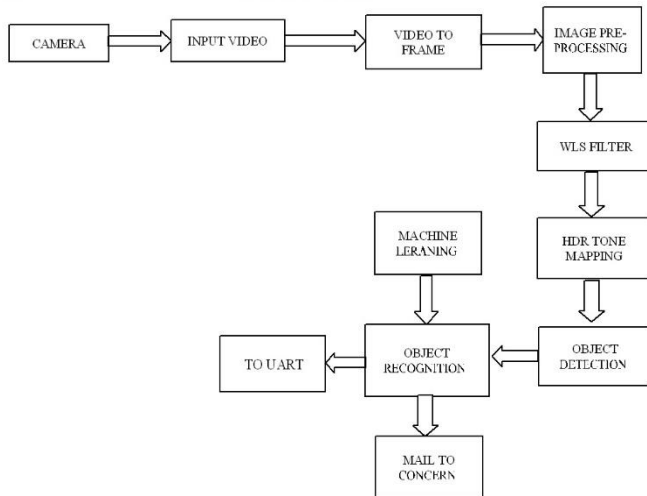 CAMERA
INPUT VIDEO
VIDEO TO
FRAME
IMAGE PRE-
PROCESSING
WLS FILTER
HDR TONE
MAPPING
MACHINE
LERANING
OBJECT
DETECTION
OBJECT
RECOGNITION
TO UART
MAIL TO
CONCERN